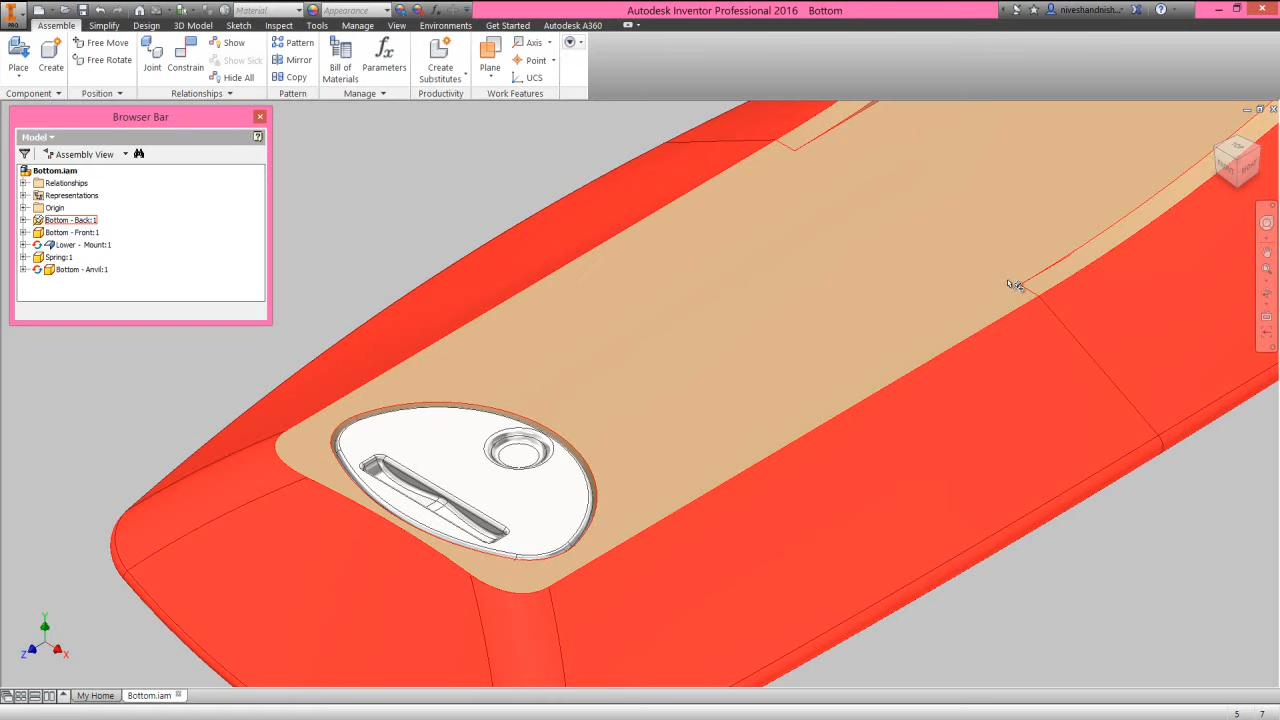 Material
Appearance
Autodesk Inventor Professional 2016 Bottom
niveshandnish...
PRO
Assemble Simplify Design 3D Model Sketch Inspect Tools Manage View Environments Get Started Autodesk A360
Place Create Free Move Joint Constrain Show Pattern Bill of Materials Parameters Create Substitutes Plane Axis
Free Rotate Show Sick Mirror Point
Hide All Copy UCS
Component Position Relationships Pattern Manage Productivity Work Features
Browser Bar
Model
Assembly View
Bottom.iam
Relationships
Representations
Origin
Bottom - Back:1
Bottom - Front:1
Lower - Mount:1
Spring:1
Bottom - Anvil:1
TOP
FRONT
RIGHT
Y
Z
X
My Home Bottom.iam
5 7